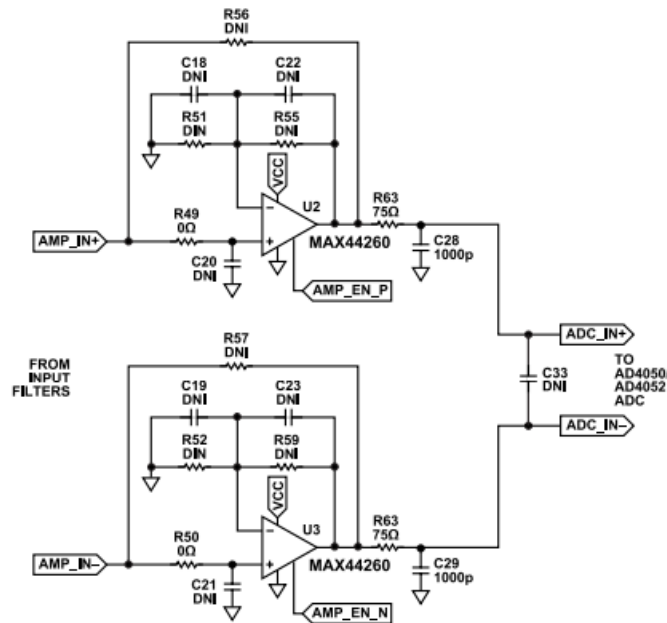 R56
DNI
C18
DNI
C22
DNI
R51
DIN
R55
DNI
VCC
U2
R63
75Ω
R49
0Ω
−
+
AMP_IN+
MAX44260
C20
DNI
C28
1000p
AMP_EN_P
R57
DNI
ADC_IN+
FROM
INPUT
FILTERS
C33
DNI
TO
AD4050/
AD4052
ADC
C19
DNI
C23
DNI
ADC_IN−
R52
DIN
R59
DNI
VCC
U3
R63
75Ω
R50
0Ω
−
+
AMP_IN−
MAX44260
C21
DNI
C29
1000p
AMP_EN_N